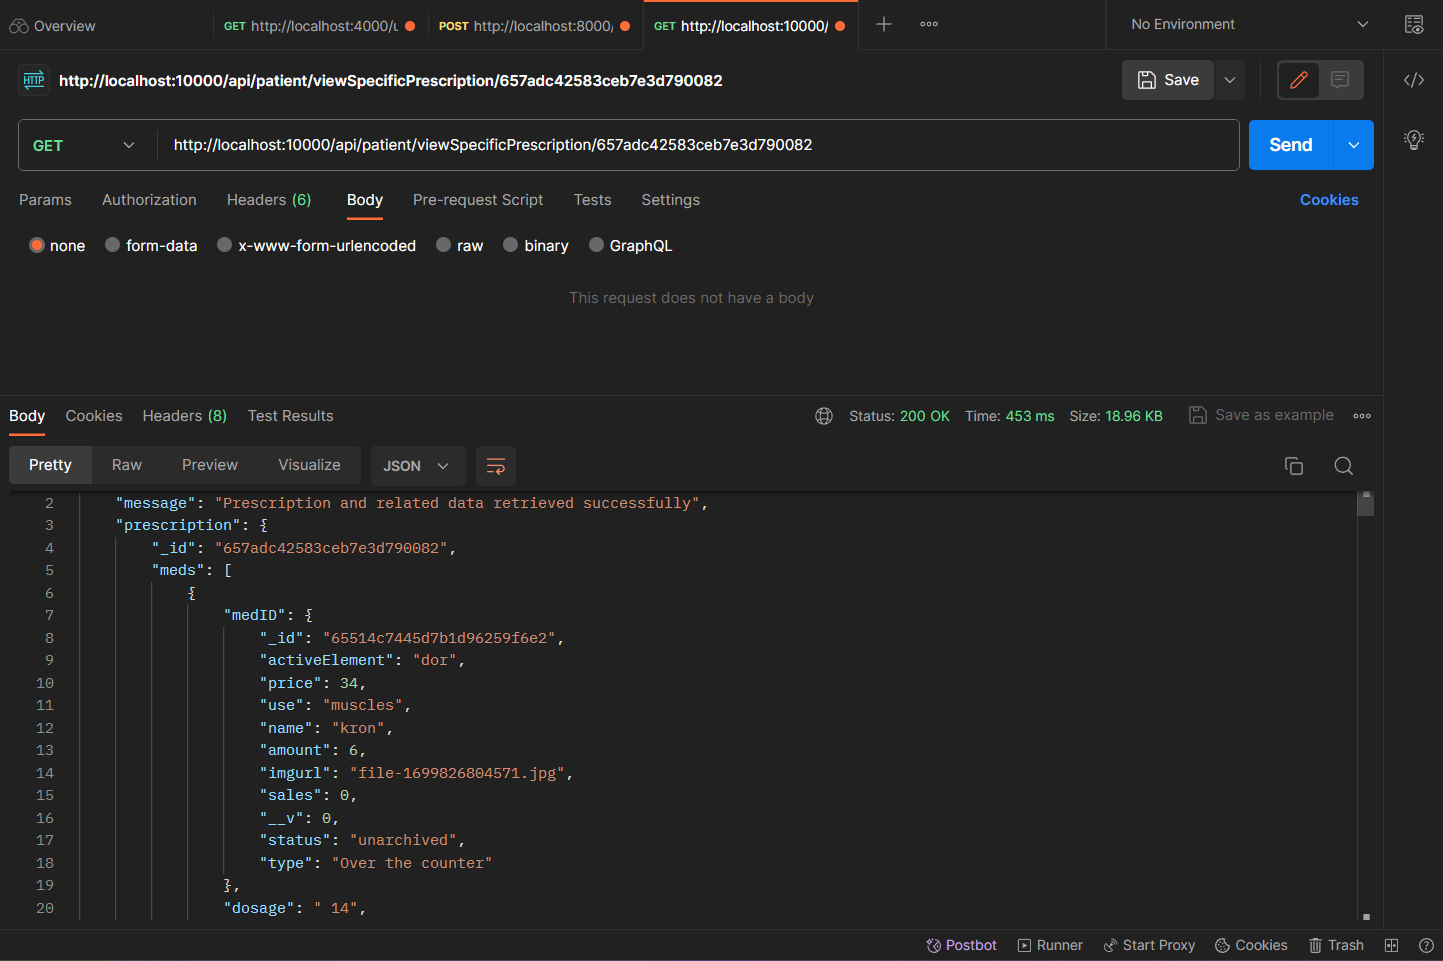 Overview GET http://localhost:4000/u POST http://localhost:8000/ GET http://localhost:10000/ No Environment
HTTP http://localhost:10000/api/patient/viewSpecificPrescription/657adc42583ceb7e3d790082 Save
GET http://localhost:10000/api/patient/viewSpecificPrescription/657adc42583ceb7e3d790082 Send
Params Authorization Headers (6) Body Pre-request Script Tests Settings Cookies
none form-data x-www-form-urlencoded raw binary GraphQL
This request does not have a body
Body Cookies Headers (8) Test Results Status: 200 OK Time: 453 ms Size: 18.96 KB Save as example
Pretty Raw Preview Visualize JSON
2 "message": "Prescription and related data retrieved successfully",
3 "prescription": {
4 "_id": "657adc42583ceb7e3d790082",
5 "meds": [
6 {
7 "medID": {
8 "_id": "65514c7445d7b1d96259f6e2",
9 "activeElement": "dor",
10 "price": 34,
11 "use": "muscles",
12 "name": "kron",
13 "amount": 6,
14 "imgurl": "file-1699826804571.jpg",
15 "sales": 0,
16 "__v": 0,
17 "status": "unarchived",
18 "type": "Over the counter"
19 },
20 "dosage": " 14",
Postbot Runner Start Proxy Cookies Trash